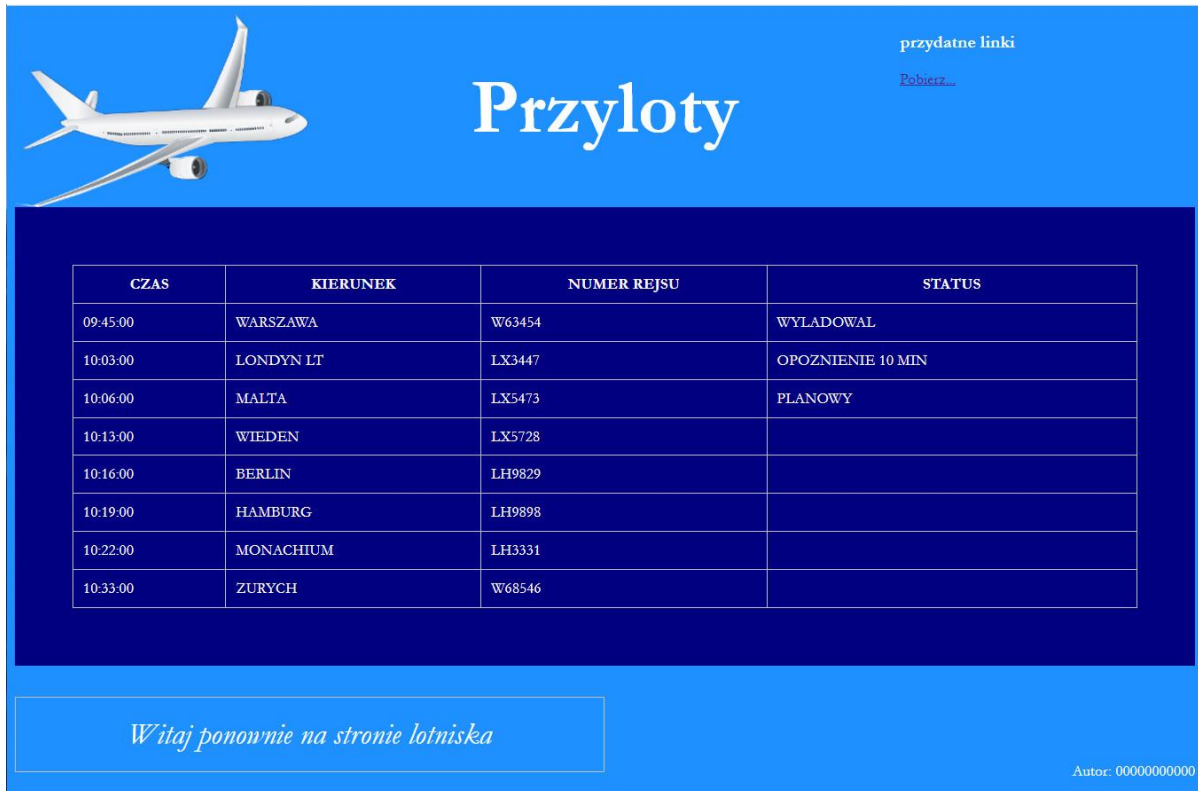 przydatne linki
Pobierz...
Przyloty
CZAS KIERUNEK NUMER REJSU STATUS
09:45:00 WARSZAWA W63454 WYLADOWAL
10:03:00 LONDYN LT LX3447 OPOZNIENIE 10 MIN
10:06:00 MALTA LX5473 PLANOWY
10:13:00 WIEDEN LX5728
10:16:00 BERLIN LH9829
10:19:00 HAMBURG LH9898
10:22:00 MONACHIUM LH3331
10:33:00 ZURYCH W68546
Witaj ponownie na stronie lotniska
Autor: 00000000000